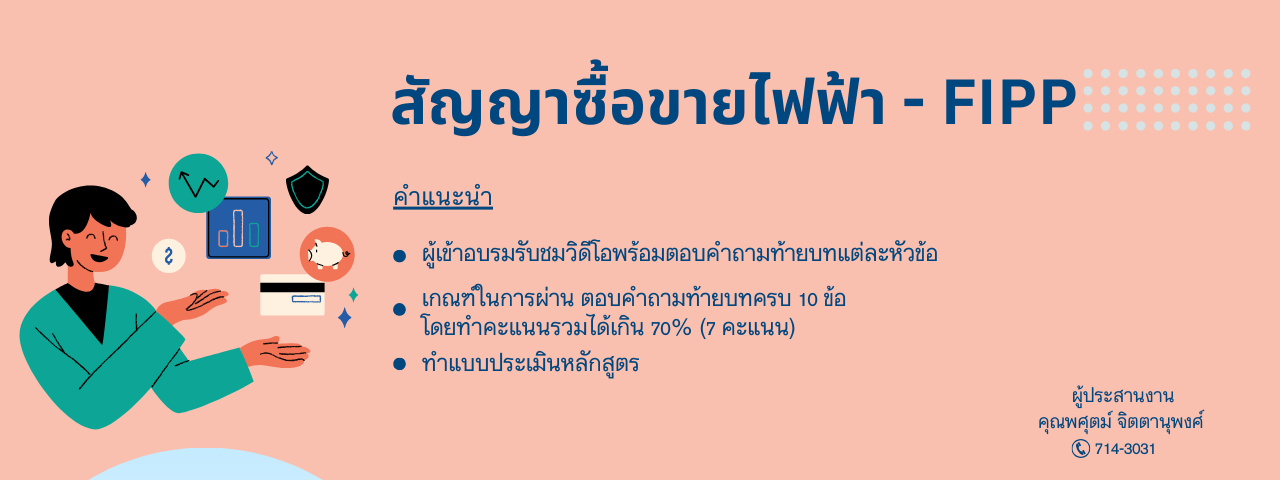 สัญญาซื้อขายไฟฟ้า - FIPP
คำแนะนำ
ผู้เข้าอบรมรับชมวิดีโอพร้อมตอบคำถามท้ายบทแต่ละหัวข้อ
เกณฑ์ในการผ่าน ตอบคำถามท้ายบทครบ 10 ข้อ
โดยทำคะแนนรวมได้เกิน 70% (7 คะแนน)
ทำแบบประเมินหลักสูตร
ผู้ประสานงาน
คุณพศุตม์ จิตตานุพงศ์
714-3031